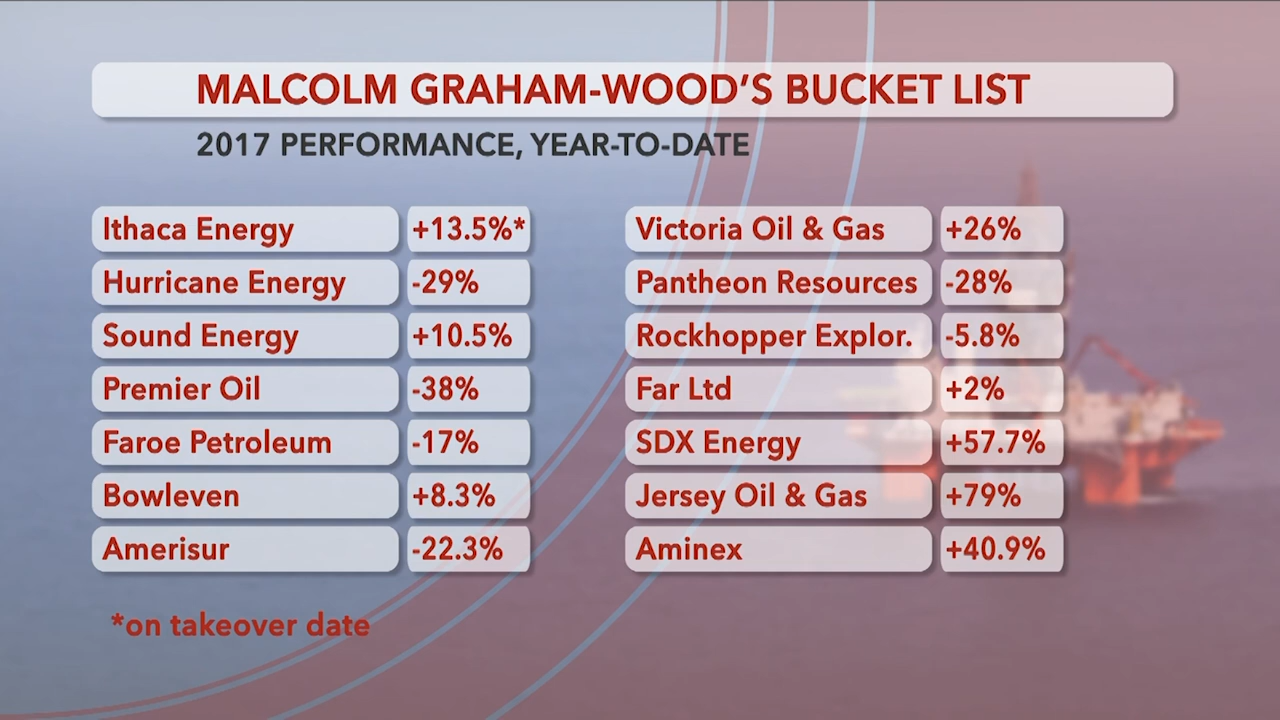 MALCOLM GRAHAM-WOOD'S BUCKET LIST
2017 PERFORMANCE, YEAR-TO-DATE
Ithaca Energy +13.5%*
Hurricane Energy -29%
Sound Energy +10.5%
Premier Oil -38%
Faroe Petroleum -17%
Bowleven +8.3%
Amerisur -22.3%
Victoria Oil & Gas +26%
Pantheon Resources -28%
Rockhopper Explor. -5.8%
Far Ltd +2%
SDX Energy +57.7%
Jersey Oil & Gas +79%
Aminex +40.9%
*on takeover date